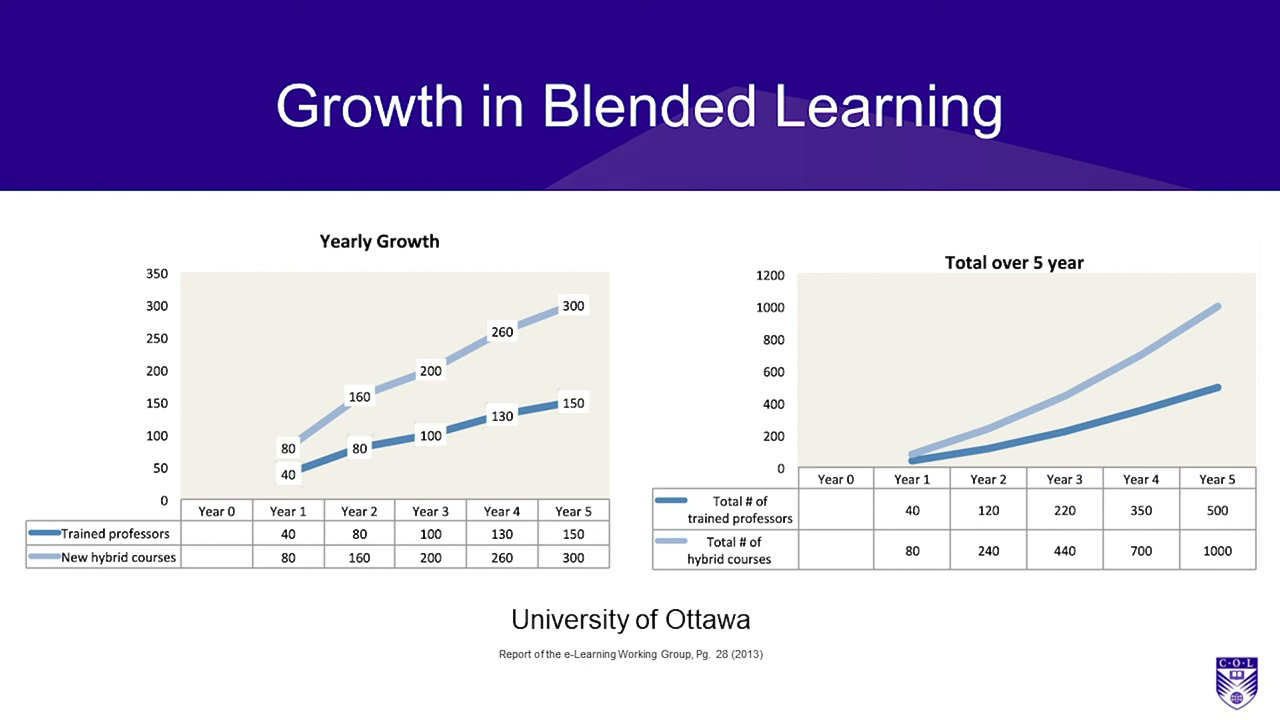 Growth in Blended Learning
Yearly Growth
350
300
250
200
150
100
50
0
300
260
200
160
80
40
80
100
130
150
Year 0 Year 1 Year 2 Year 3 Year 4 Year 5
Trained professors 40 80 100 130 150
New hybrid courses 80 160 200 260 300
Total over 5 year
1200
1000
800
600
400
200
0
Year 0 Year 1 Year 2 Year 3 Year 4 Year 5
Total # of
trained professors 40 120 220 350 500
Total # of
hybrid courses 80 240 440 700 1000
University of Ottawa
Report of the e-Learning Working Group, Pg. 28 (2013)
C·O·L